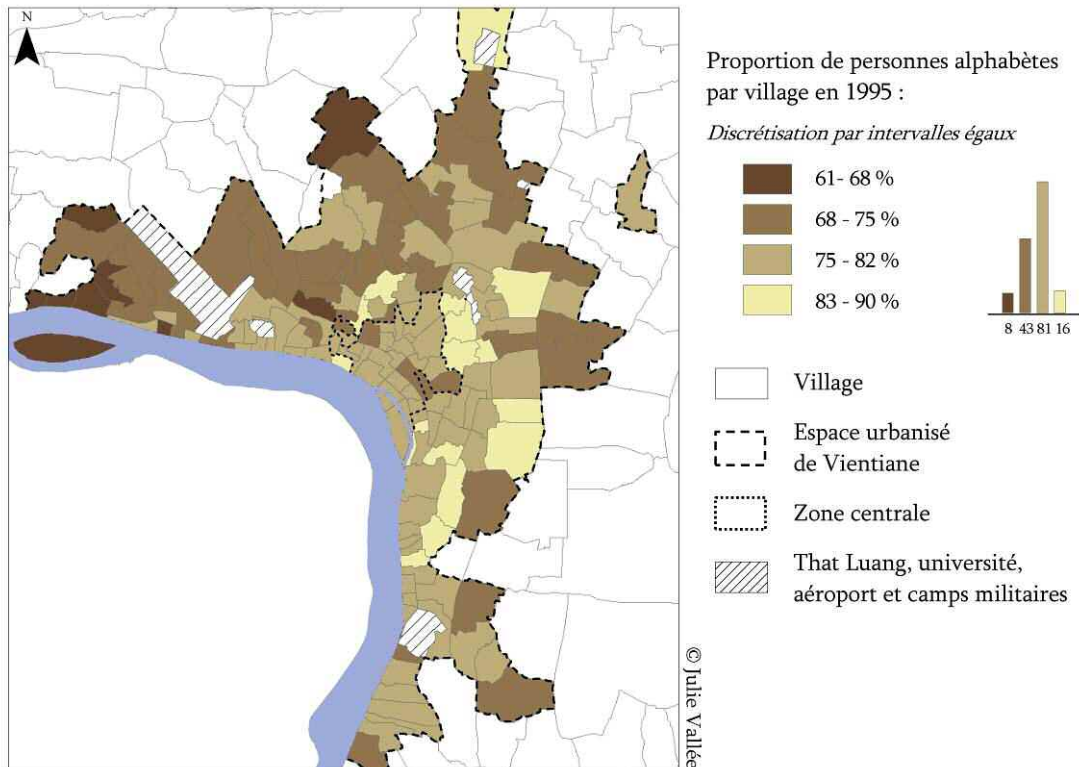 N
Proportion de personnes alphabètes
par village en 1995 :
Discrétisation par intervalles égaux
61- 68 %
68 - 75 %
75 - 82 %
83 - 90 %
8 43 81 16
Village
Espace urbanisé
de Vientiane
Zone centrale
That Luang, université,
aéroport et camps militaires
© Julie Vallée